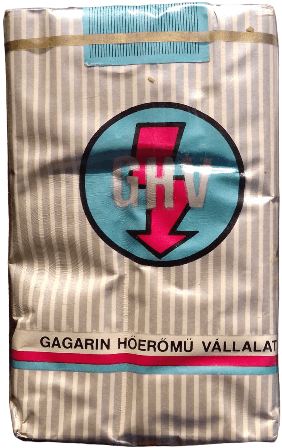 GHV
GAGARIN HŐERŐMŰ VÁLLALAT